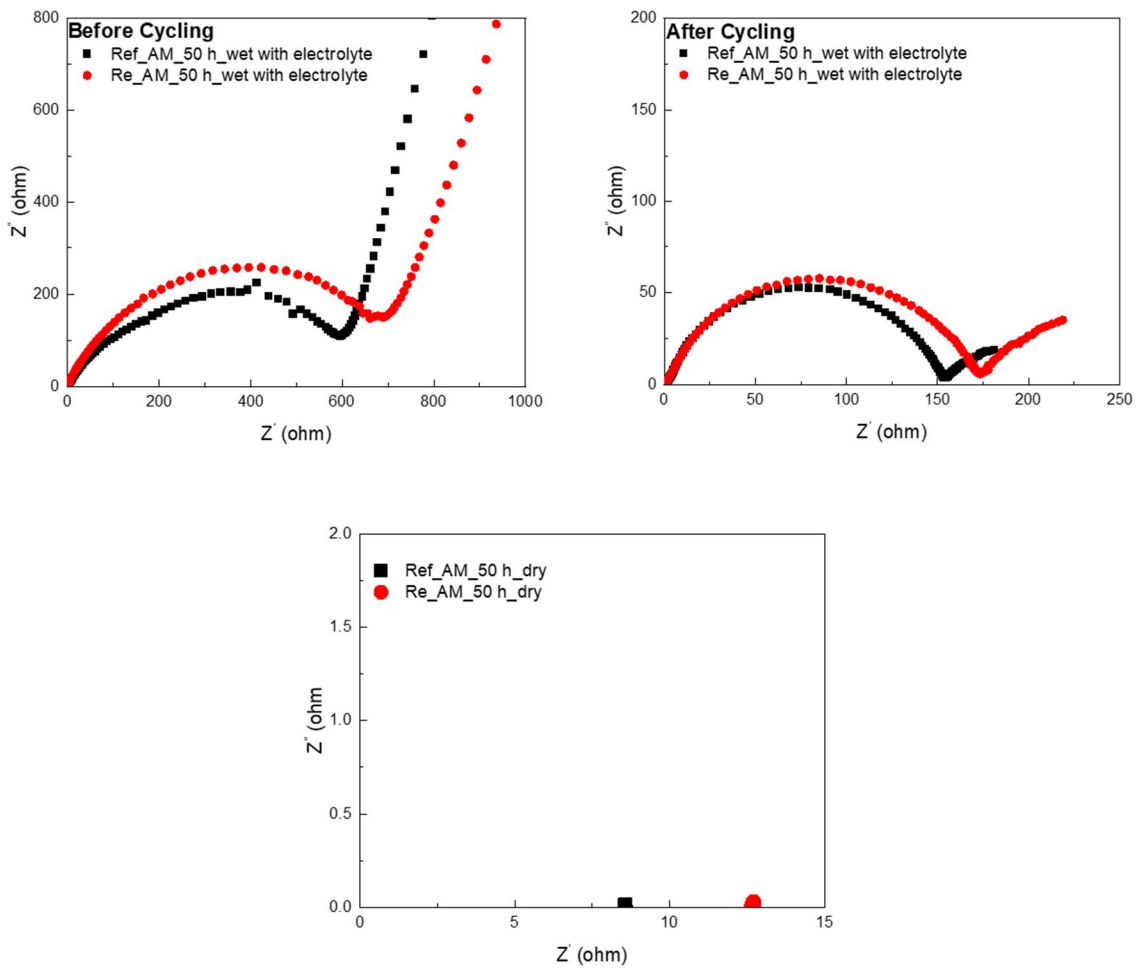 Before Cycling
Ref_AM_50 h_wet with electrolyte
Re_AM_50 h_wet with electrolyte
800
600
400
200
0
Z" (ohm)
0 200 400 600 800 1000
Z' (ohm)
After Cycling
Ref_AM_50 h_wet with electrolyte
Re_AM_50 h_wet with electrolyte
200
150
100
50
0
Z" (ohm)
0 50 100 150 200 250
Z' (ohm)
Ref_AM_50 h_dry
Re_AM_50 h_dry
2.0
1.5
1.0
0.5
0.0
Z" (ohm
0 5 10 15
Z' (ohm)